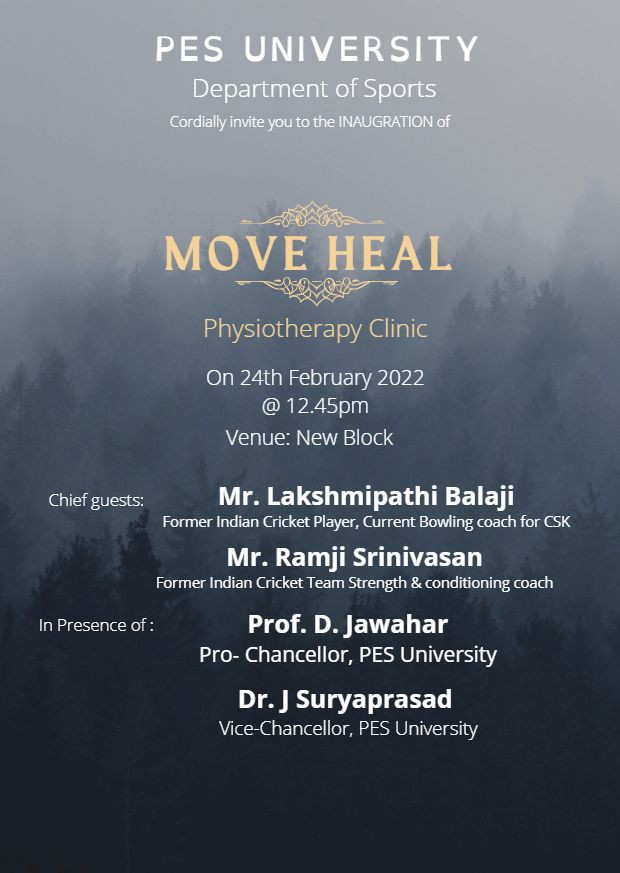 PES UNIVERSITY
Department of Sports
Cordially invite you to the INAUGRATION of
MOVE HEAL
Physiotherapy Clinic
On 24th February 2022
@ 12.45pm
Venue: New Block
Chief guests: Mr. Lakshmipathi Balaji
Former Indian Cricket Player, Current Bowling coach for CSK
Mr. Ramji Srinivasan
Former Indian Cricket Team Strength & conditioning coach
In Presence of : Prof. D. Jawahar
Pro- Chancellor, PES University
Dr. J Suryaprasad
Vice-Chancellor, PES University